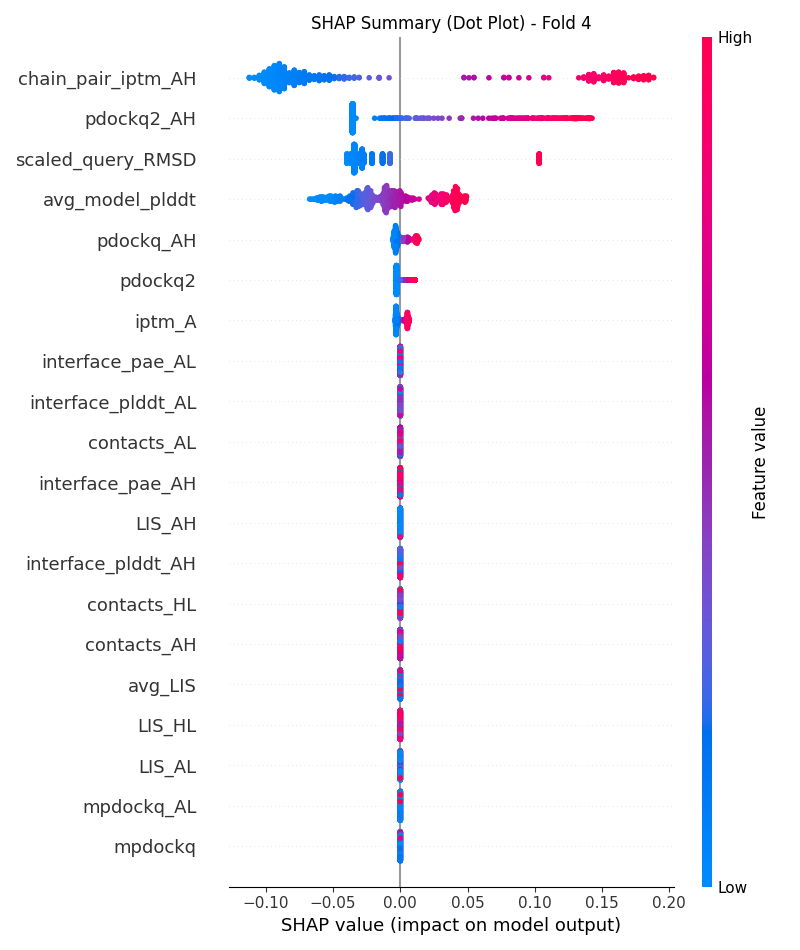 SHAP Summary (Dot Plot) - Fold 4
High
chain_pair_iptm_AH
pdockq2_AH
scaled_query_RMSD
avg_model_plddt
pdockq_AH
pdockq2
iptm_A
interface_pae_AL
interface_plddt_AL
contacts_AL
interface_pae_AH
LIS_AH
interface_plddt_AH
contacts_HL
contacts_AH
avg_LIS
LIS_HL
LIS_AL
mpdockq_AL
mpdockq
Feature value
Low
−0.10 −0.05 0.00 0.05 0.10 0.15 0.20
SHAP value (impact on model output)